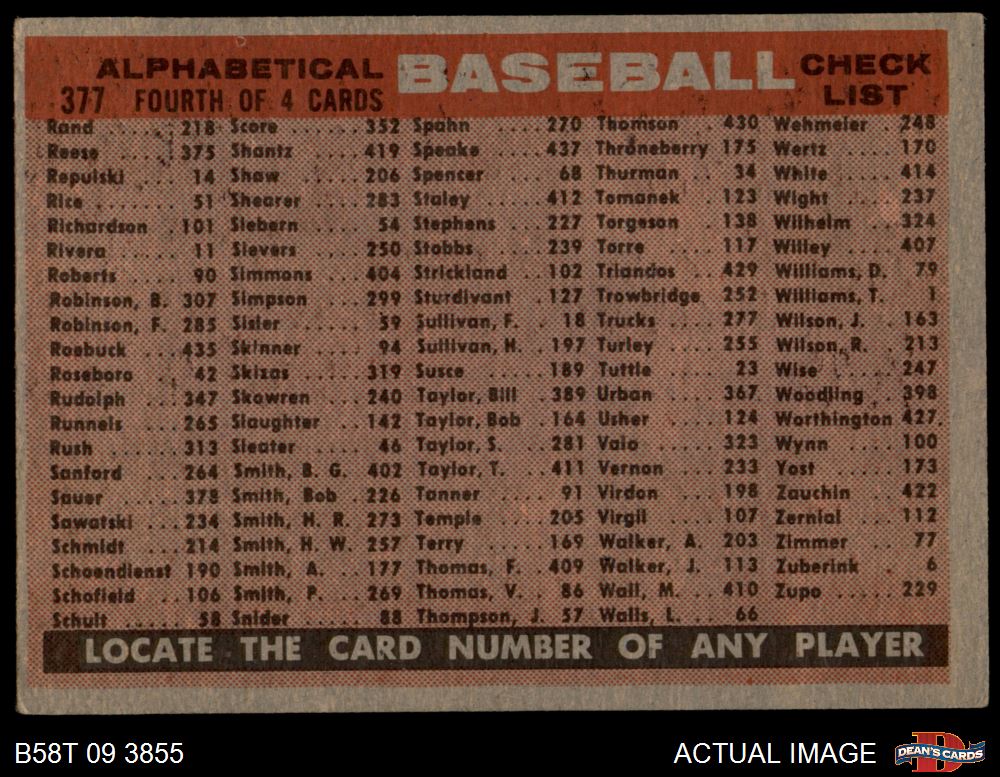 ALPHABETICAL BASEBALL CHECK
377 FOURTH OF 4 CARDS LIST
Rand ..... 218 Score ..... 352 Spahn ..... 270 Thomson .. 430 Wehmeier . 248
Reese .... 375 Shantz .... 419 Speake .... 437 Throneberry 175 Wertz .... 170
Repulski ... 14 Shaw ..... 206 Spencer .... 68 Thurman ... 34 White .... 414
Rice ....... 51 Shearer ... 283 Staley .... 412 Tomanek .. 123 Wight .... 237
Richardson . 101 Siebern .... 54 Stephens .. 227 Torgeson .. 138 Wilhelm .. 324
Rivera ..... 11 Sievers ... 250 Stobbs .... 239 Torre ..... 117 Willey .... 407
Roberts .... 90 Simmons .. 404 Strickland . 102 Triandos .. 429 Williams, D. 79
Robinson, B. 307 Simpson ... 299 Sturdivant . 127 Trowbridge 252 Williams, T. 1
Robinson, F. 285 Sisler ..... 59 Sullivan, F. . 18 Trucks .... 277 Wilson, J. . 163
Roebuck ... 435 Skinner .... 94 Sullivan, H. . 197 Turley .... 255 Wilson, R. . 213
Roseboro ... 42 Skizas ..... 319 Susce ..... 189 Tuttle ..... 23 Wise ..... 247
Rudolph ... 347 Skowren ... 240 Taylor, Bill . 389 Urban .... 367 Woodling . 398
Runnels ... 265 Slaughter .. 142 Taylor, Bob . 164 Usher .... 124 Worthington 427
Rush ..... 313 Sleater .... 46 Taylor, S. .. 281 Valo ..... 323 Wynn .... 100
Sanford ... 264 Smith, B. G. 402 Taylor, T. .. 411 Vernon ... 233 Yost ..... 173
Sauer .... 378 Smith, Bob . 226 Tanner .... 91 Virdon ... 198 Zauchin .. 422
Sawatski .. 234 Smith, H. R. 273 Temple ... 205 Virgil .... 107 Zernial ... 112
Schmidt ... 214 Smith, H. W. 257 Terry .... 169 Walker, A. 203 Zimmer .. 77
Schoendienst 190 Smith, A. .. 177 Thomas, F. . 409 Walker, J. 113 Zuberink . 6
Schofield .. 106 Smith, P. .. 269 Thomas, V. . 86 Wall, M. . 410 Zupo .... 229
Schult .... 58 Snider .... 88 Thompson, J. 57 Walls, L. .. 66
LOCATE THE CARD NUMBER OF ANY PLAYER
B58T 09 3855 ACTUAL IMAGE DEAN'S CARDS